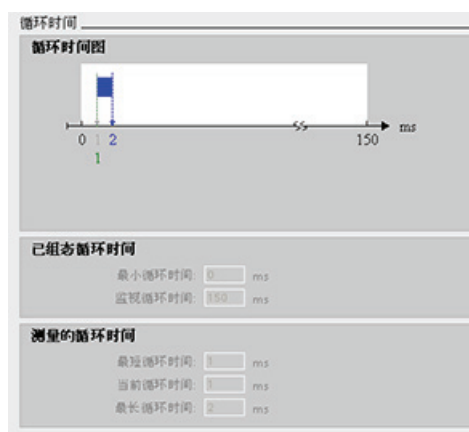 循环时间
循环时间图
ms
0 1 2 150
1
已组态循环时间
最小循环时间: 0 ms
监视循环时间: 150 ms
测量的循环时间
最短循环时间: 1 ms
当前循环时间: 1 ms
最长循环时间: 2 ms